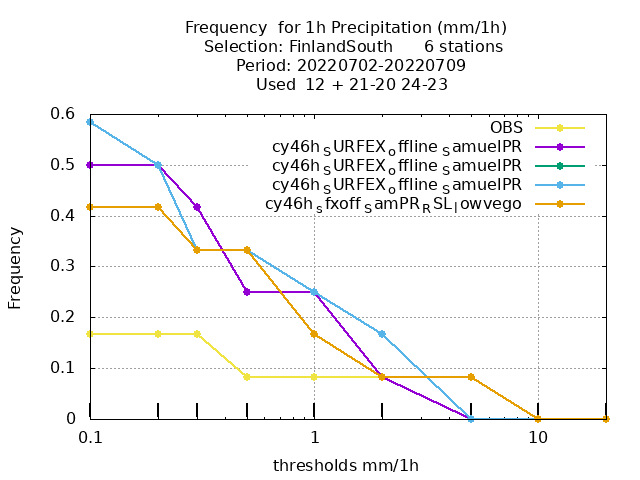 Frequency  for 1h Precipitation (mm/1h)
Selection: FinlandSouth      6 stations
Period: 20220702-20220709
Used  12 + 21-20 24-23
0.6
OBS
cy46h_SURFEX_offline_SamuelPR
0.5
cy46h_SURFEX_offline_SamuelPR
cy46h_SURFEX_offline_SamuelPR
0.4
cy46h_sfxoff_SamPR_RSL_lowvego
0.3
0.2
0.1
0
Frequency
0.1
1
10
thresholds mm/1h